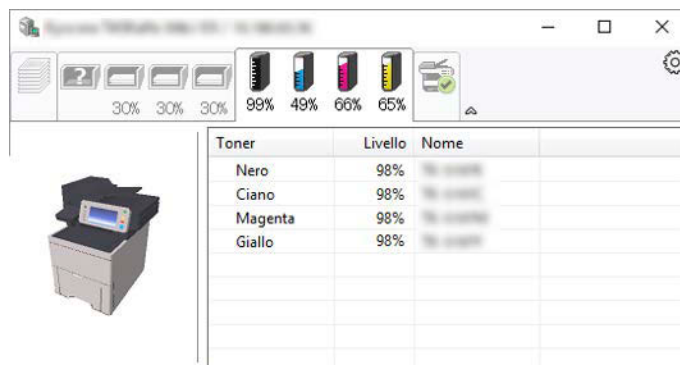 30% 30% 30% 99% 49% 66% 65%
Toner Livello Nome
Nero 98%
Ciano 98%
Magenta 98%
Giallo 98%